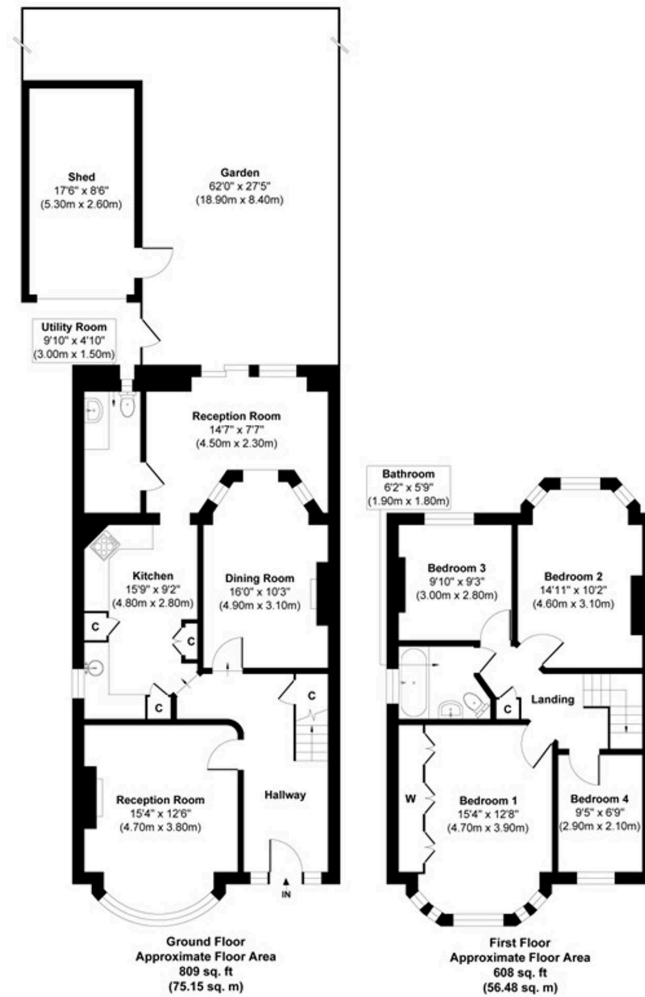 Shed
17'6" x 8'6"
(5.30m x 2.60m)
Garden
62'0" x 27'5"
(18.90m x 8.40m)
Utility Room
9'10" x 4'10"
(3.00m x 1.50m)
Reception Room
14'7" x 7'7"
(4.50m x 2.30m)
Kitchen
15'9" x 9'2"
(4.80m x 2.80m)
Dining Room
16'0" x 10'3"
(4.90m x 3.10m)
C
C
C
C
Reception Room
15'4" x 12'6"
(4.70m x 3.80m)
Hallway
IN
Ground Floor
Approximate Floor Area
809 sq. ft
(75.15 sq. m)
Bathroom
6'2" x 5'9"
(1.90m x 1.80m)
Bedroom 3
9'10" x 9'3"
(3.00m x 2.80m)
Bedroom 2
14'11" x 10'2"
(4.60m x 3.10m)
Landing
C
W
Bedroom 1
15'4" x 12'8"
(4.70m x 3.90m)
Bedroom 4
9'5" x 6'9"
(2.90m x 2.10m)
First Floor
Approximate Floor Area
608 sq. ft
(56.48 sq. m)